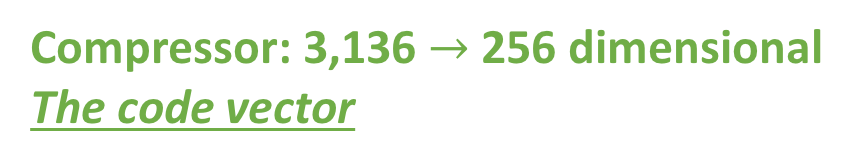 Compressor: 3,136 → 256 dimensional
The code vector